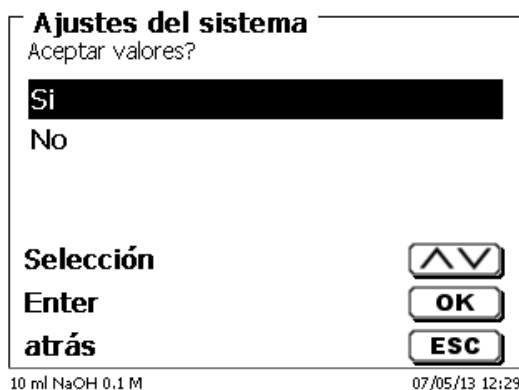 Ajustes del sistema
Aceptar valores?
Si
No
Selección
Enter OK
atrás ESC
10 ml NaOH 0.1 M 07/05/13 12:29